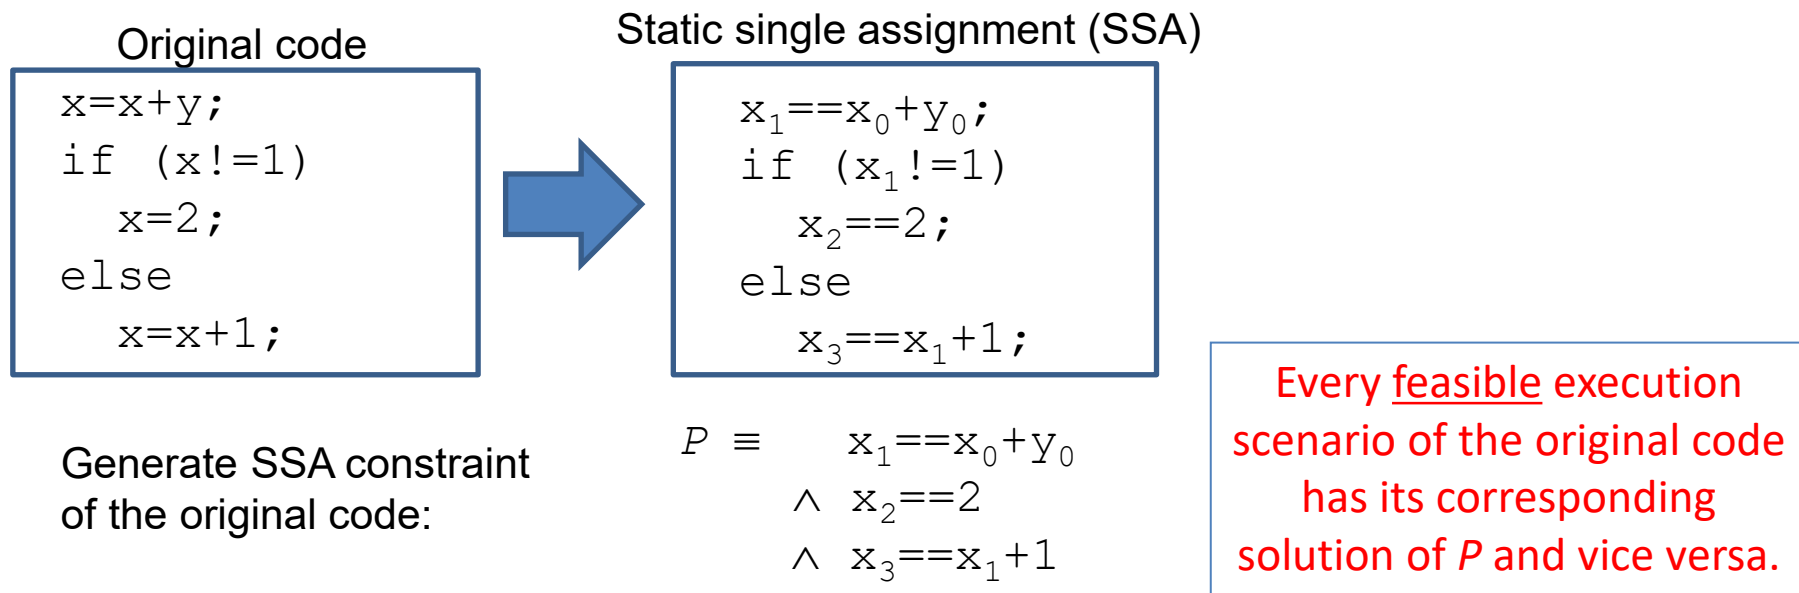 Original code
x=x+y;
if (x!=1)
x=2;
else
x=x+1;
Static single assignment (SSA)
x₁==x₀+y₀;
if (x₁!=1)
x₂==2;
else
x₃==x₁+1;
Generate SSA constraint
of the original code:
P ≡ x₁==x₀+y₀
∧ x₂==2
∧ x₃==x₁+1
Every feasible execution
scenario of the original code
has its corresponding
solution of P and vice versa.